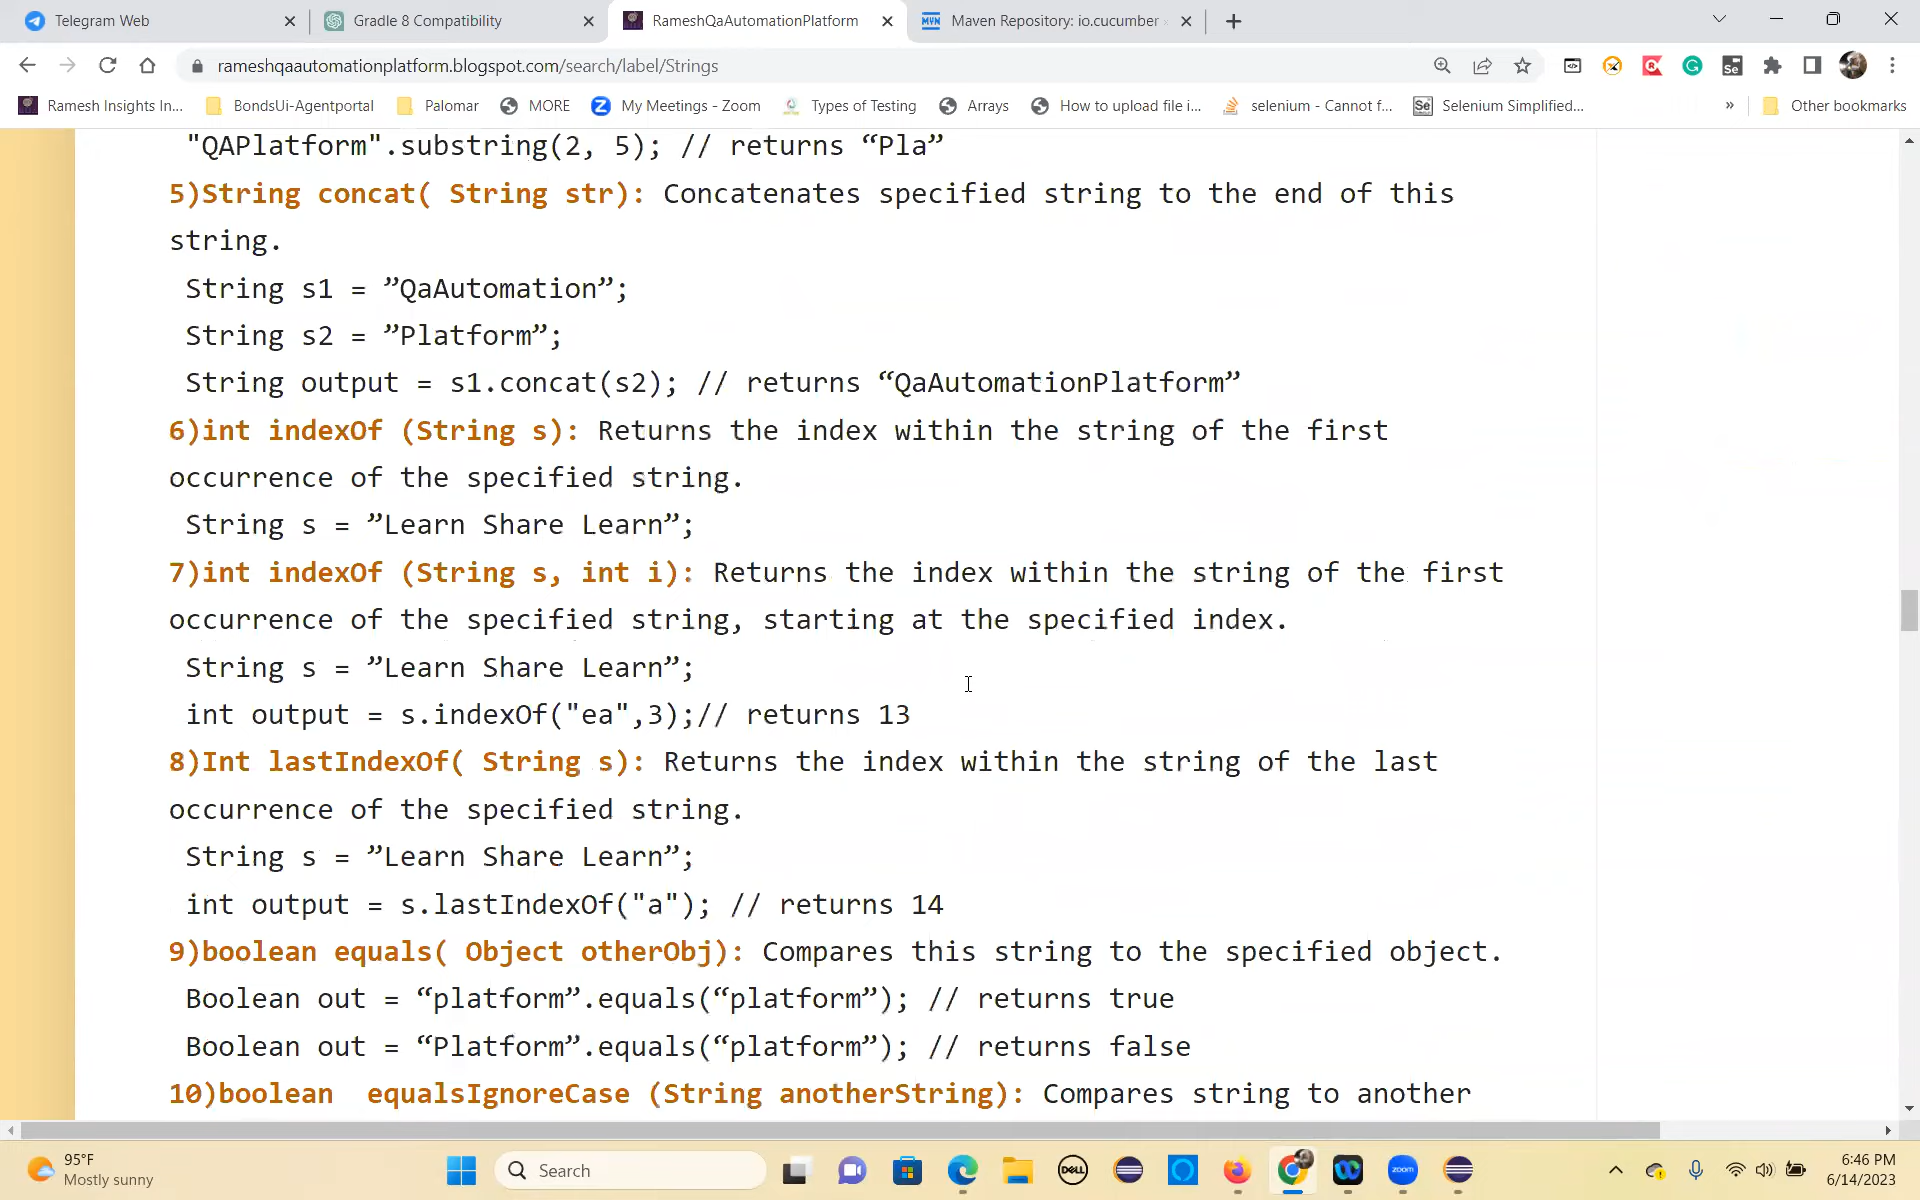 Telegram Web
Gradle 8 Compatibility
RameshQaAutomationPlatform
Maven Repository: io.cucumber
rameshqaautomationplatform.blogspot.com/search/label/Strings
Ramesh Insights In...
BondsUi-Agentportal
Palomar
MORE
My Meetings - Zoom
Types of Testing
Arrays
How to upload file i...
selenium - Cannot f...
Selenium Simplified...
»
Other bookmarks
"QAPlatform".substring(2, 5); // returns “Pla”
5)String concat( String str): Concatenates specified string to the end of this
string.
String s1 = ”QaAutomation”;
String s2 = ”Platform”;
String output = s1.concat(s2); // returns “QaAutomationPlatform”
6)int indexOf (String s): Returns the index within the string of the first
occurrence of the specified string.
String s = ”Learn Share Learn”;
7)int indexOf (String s, int i): Returns the index within the string of the first
occurrence of the specified string, starting at the specified index.
String s = ”Learn Share Learn”;
int output = s.indexOf("ea",3);// returns 13
8)Int lastIndexOf( String s): Returns the index within the string of the last
occurrence of the specified string.
String s = ”Learn Share Learn”;
int output = s.lastIndexOf("a"); // returns 14
9)boolean equals( Object otherObj): Compares this string to the specified object.
Boolean out = “platform”.equals(“platform”); // returns true
Boolean out = “Platform”.equals(“platform”); // returns false
10)boolean  equalsIgnoreCase (String anotherString): Compares string to another
95°F
Mostly sunny
Search
DELL
zoom
6:46 PM
6/14/2023